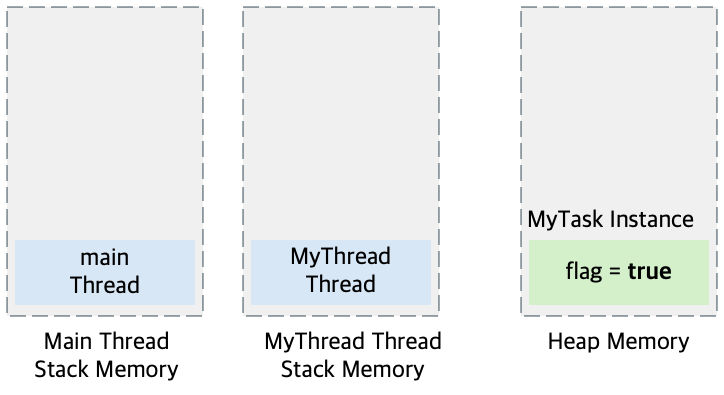 main
Thread
MyThread
Thread
MyTask Instance
flag = true
Main Thread
Stack Memory
MyThread Thread
Stack Memory
Heap Memory